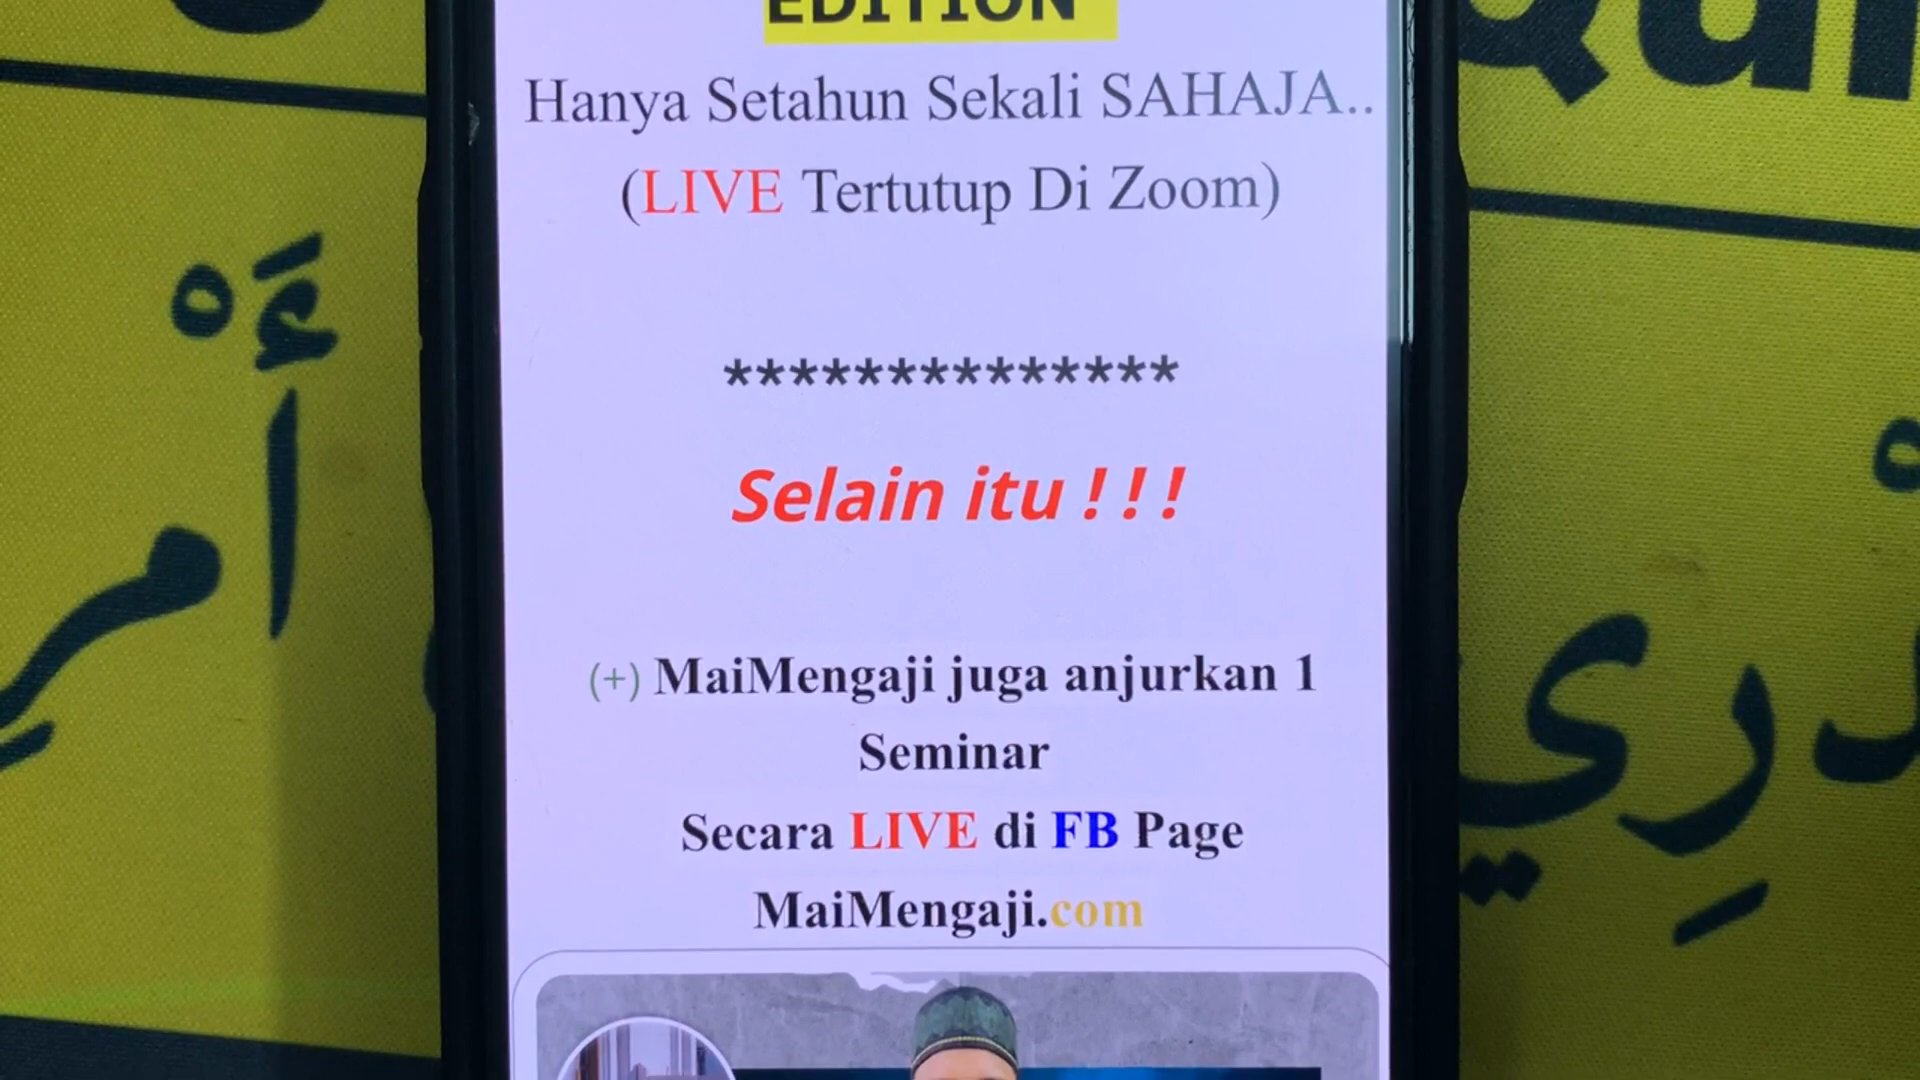 EDITION
Hanya Setahun Sekali SAHAJA..
(LIVE Tertutup Di Zoom)
**************
Selain itu ! ! !
(+) MaiMengaji juga anjurkan 1
Seminar
Secara LIVE di FB Page
MaiMengaji.com